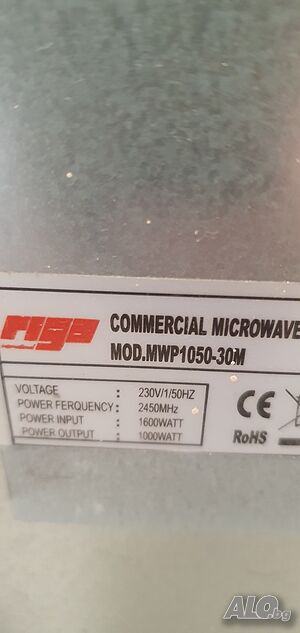 riga
COMMERCIAL MICROWAVE
MOD.MWP1050-30M
VOLTAGE : 230V/1/50HZ
POWER FERQUENCY : 2450MHz
POWER INPUT : 1600WATT
POWER OUTPUT : 1000WATT
CE
RoHS
ALO.bg